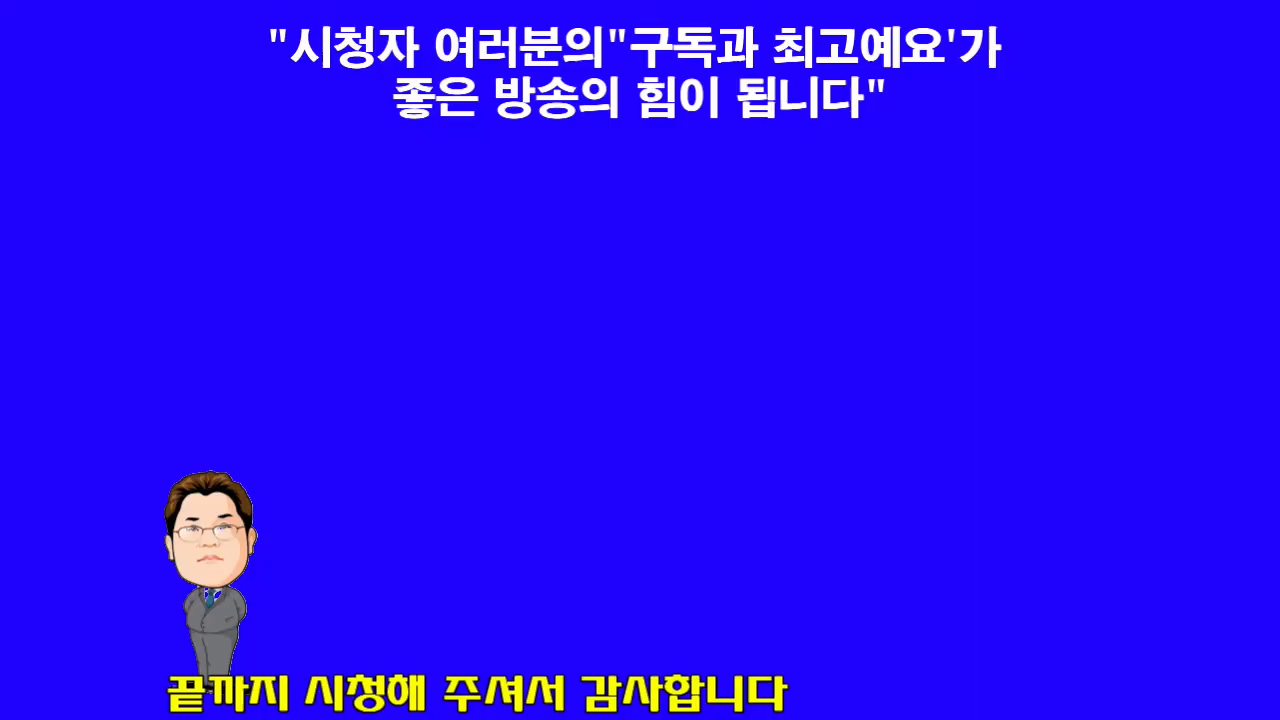 "시청자 여러분의"구독과 최고예요'가
좋은 방송의 힘이 됩니다"
끝까지 시청해 주셔서 감사합니다